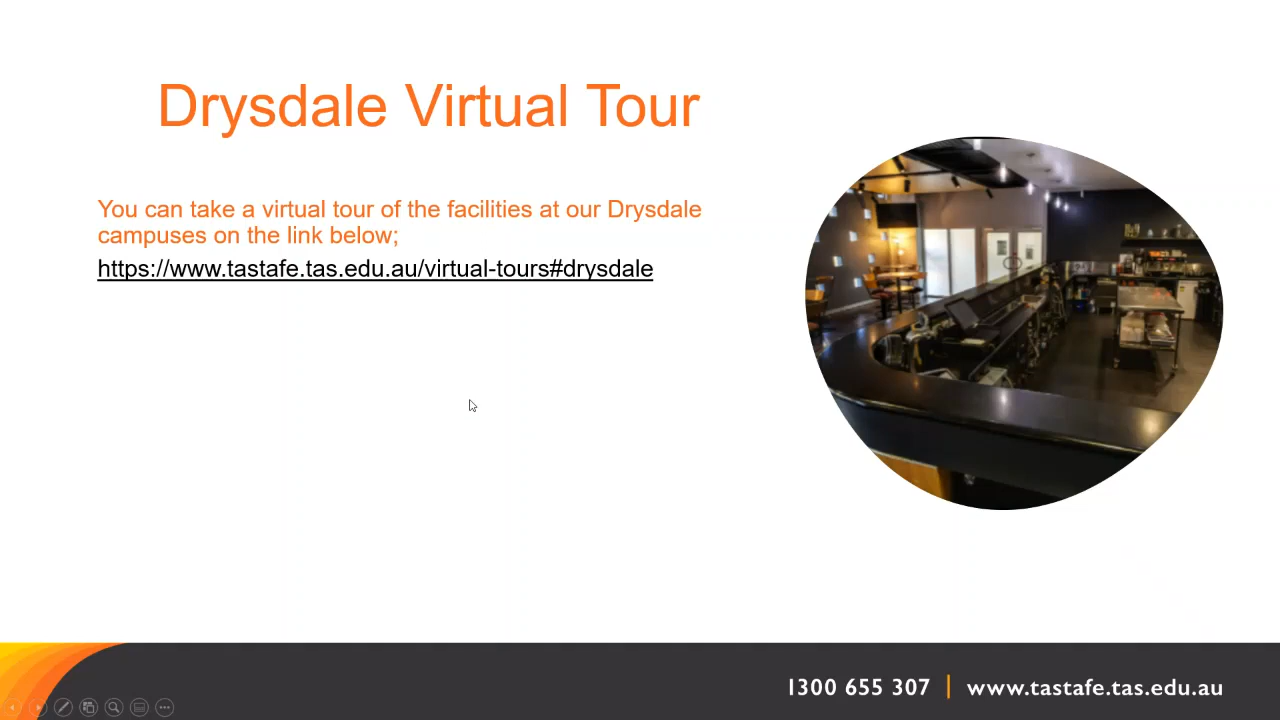 Drysdale Virtual Tour
You can take a virtual tour of the facilities at our Drysdale
campuses on the link below;
https://www.tastafe.tas.edu.au/virtual-tours#drysdale
1300 655 307 | www.tastafe.tas.edu.au